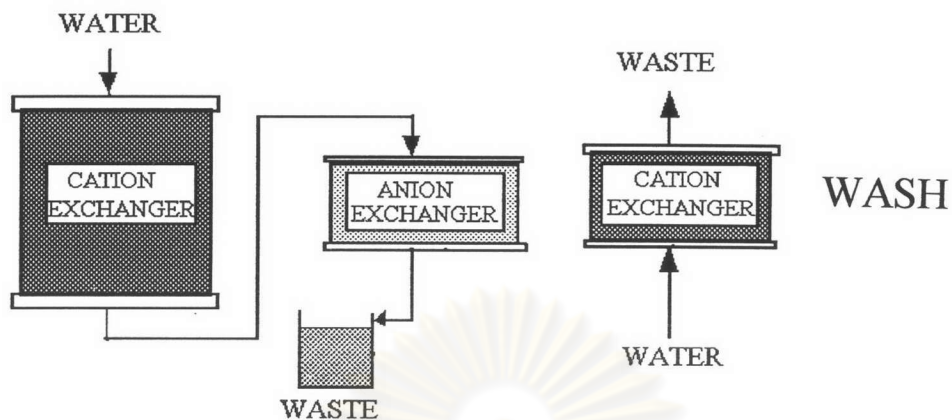 WATER
CATION
EXCHANGER
ANION
EXCHANGER
WASTE
WASTE
CATION
EXCHANGER
WATER
WASH